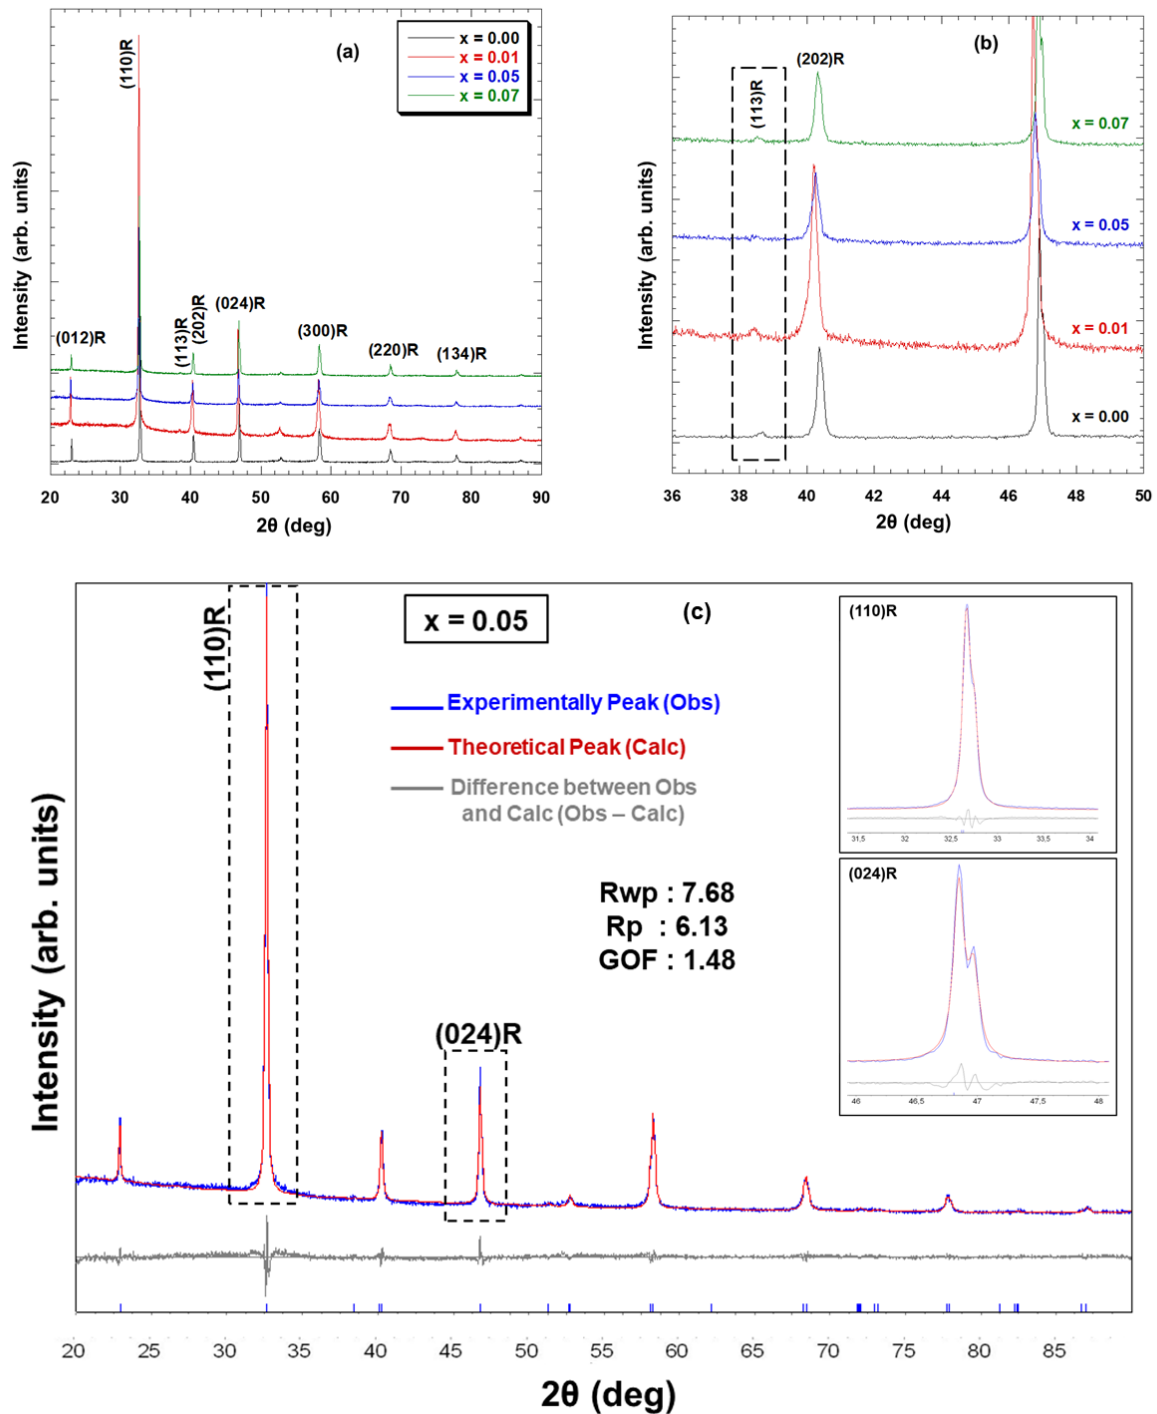 (a)
x = 0.00
x = 0.01
x = 0.05
x = 0.07
(110)R
(012)R
(113)R
(202)R
(024)R
(300)R
(220)R
(134)R
Intensity (arb. units)
20 30 40 50 60 70 80 90
2θ (deg)
(b)
(113)R
(202)R
x = 0.07
x = 0.05
x = 0.01
x = 0.00
Intensity (arb. units)
36 38 40 42 44 46 48 50
2θ (deg)
(c)
x = 0.05
(110)R
Experimentally Peak (Obs)
Theoretical Peak (Calc)
Difference between Obs
and Calc (Obs – Calc)
Rwp : 7.68
Rp : 6.13
GOF : 1.48
(024)R
(110)R
31,5 32 32,5 33 33,5 34
(024)R
46 46,5 47 47,5 48
Intensity (arb. units)
20 25 30 35 40 45 50 55 60 65 70 75 80 85
2θ (deg)